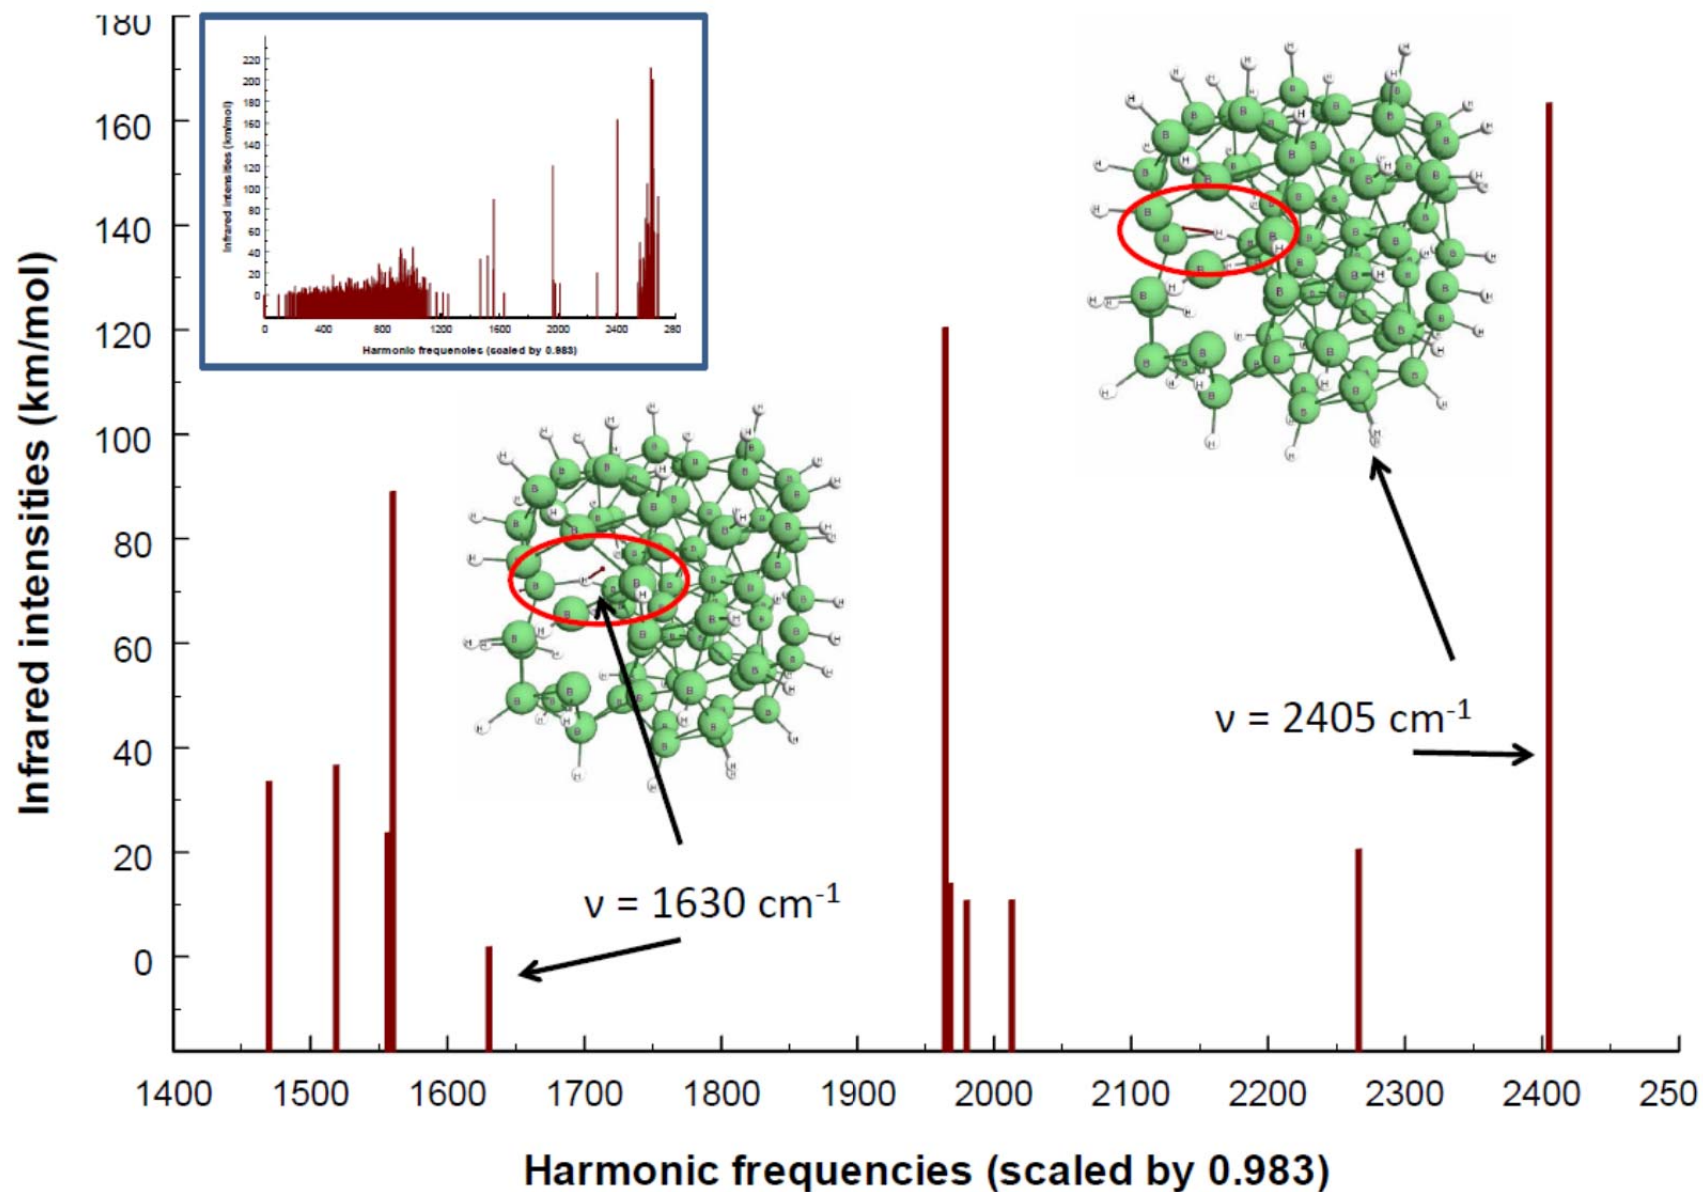 180
160
140
120
100
80
60
40
20
0
Infrared intensities (km/mol)
220
200
180
160
140
120
100
80
60
40
20
0
Infrared intensities (km/mol)
0 400 800 1200 1600 2000 2400 280
Harmonic frequencies (scaled by 0.983)
ν = 2405 cm-1
ν = 1630 cm-1
1400 1500 1600 1700 1800 1900 2000 2100 2200 2300 2400 250
Harmonic frequencies (scaled by 0.983)